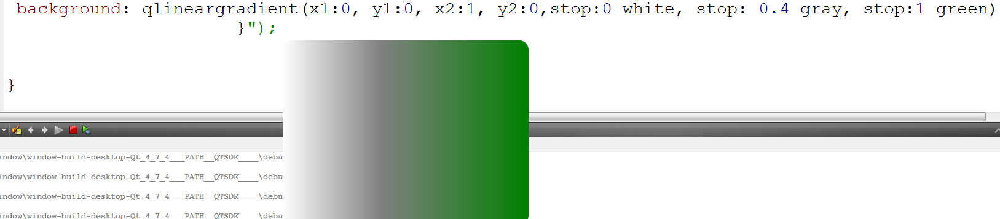 background: qlineargradient(x1:0, y1:0, x2:1, y2:0,stop:0 white, stop: 0.4 gray, stop:1 green)
}");
}
indow\window-build-desktop-Qt_4_7_4___PATH__QTSDK____\debu
indow\window-build-desktop-Qt_4_7_4___PATH__QTSDK____\debu
indow\window-build-desktop-Qt_4_7_4___PATH__QTSDK____\debu
indow\window-build-desktop-Qt_4_7_4___PATH__QTSDK____\debu